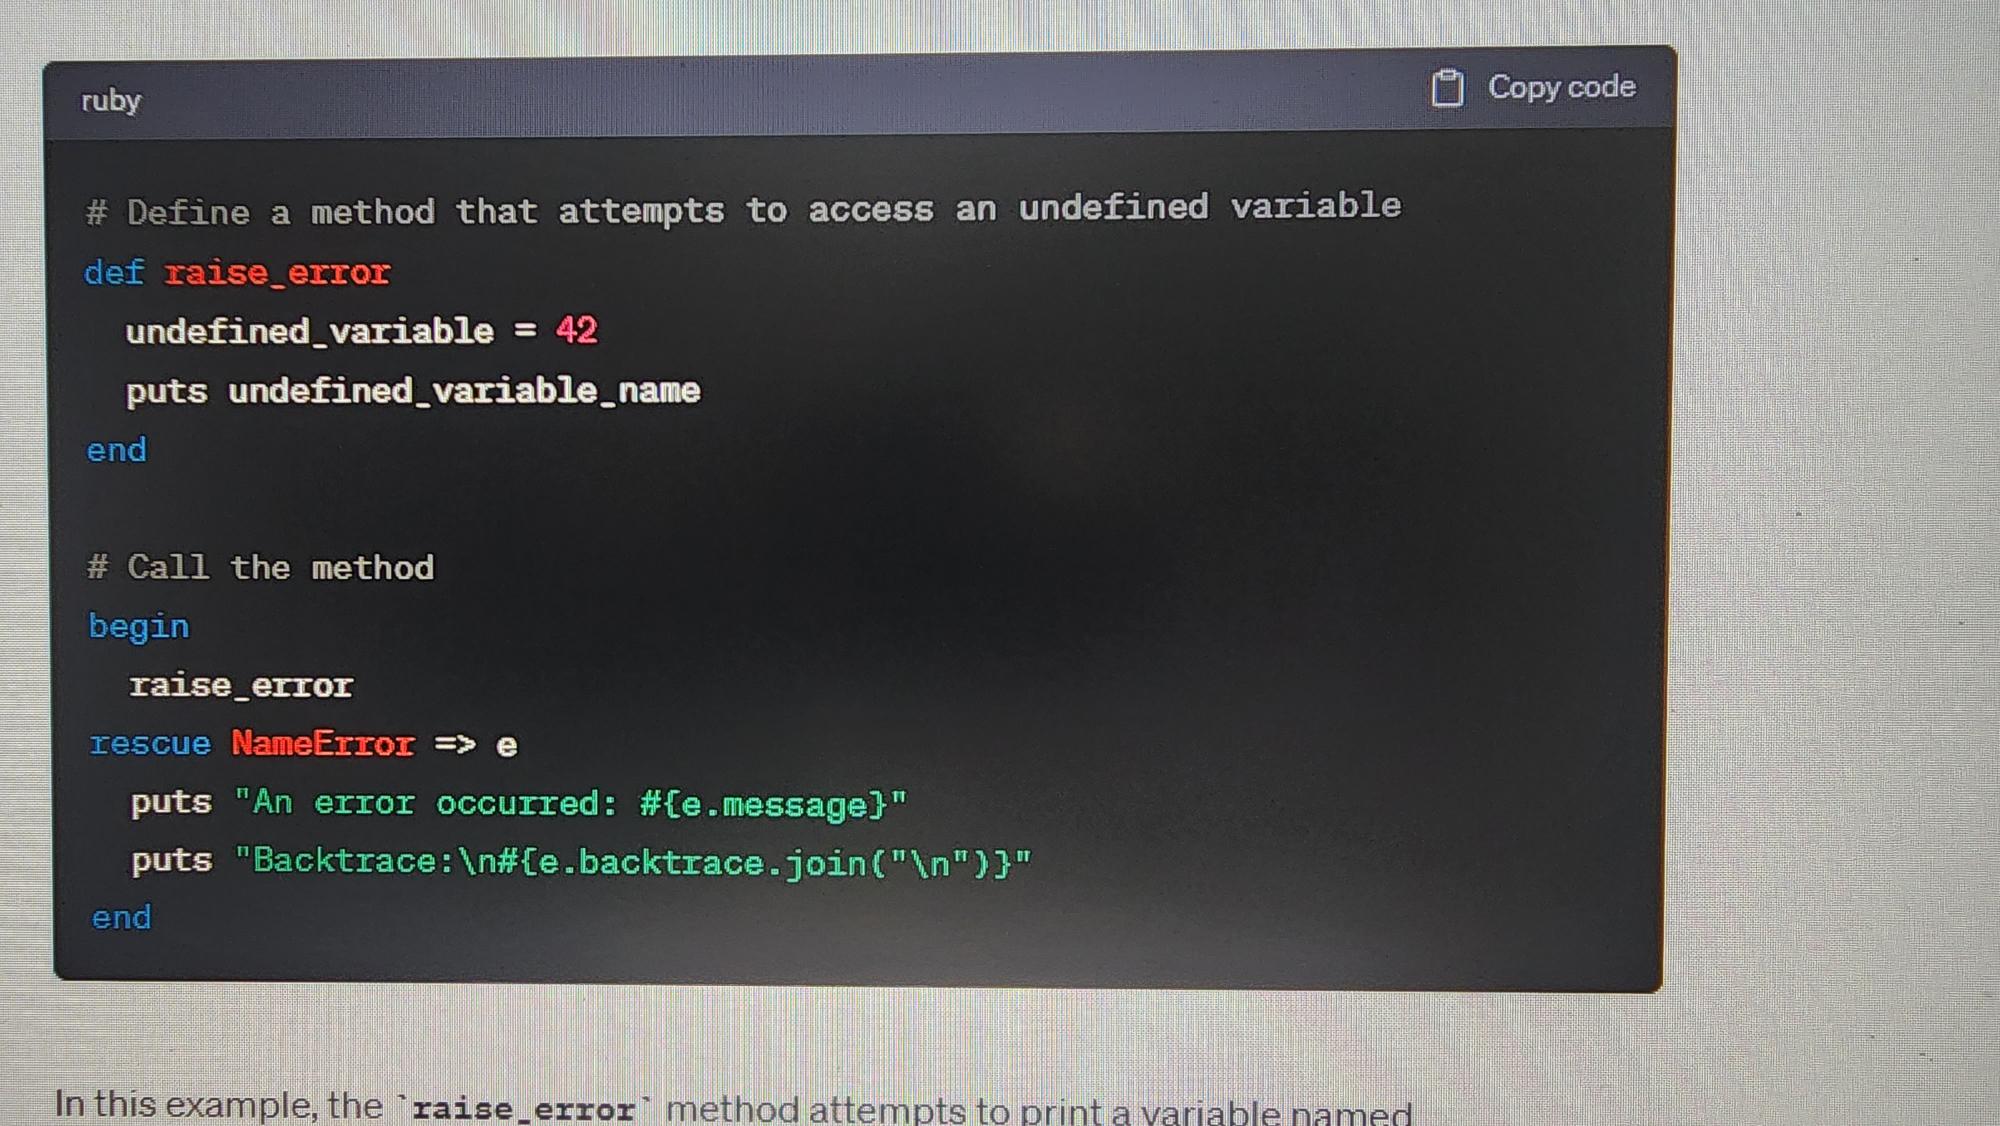 ruby
Copy code
# Define a method that attempts to access an undefined variable
def raise_error
  undefined_variable = 42
  puts undefined_variable_name
end

# Call the method
begin
  raise_error
rescue NameError => e
  puts "An error occurred: #{e.message}"
  puts "Backtrace:\n#{e.backtrace.join("\n")}"
end
In this example, the `raise_error` method attempts to print a variable named